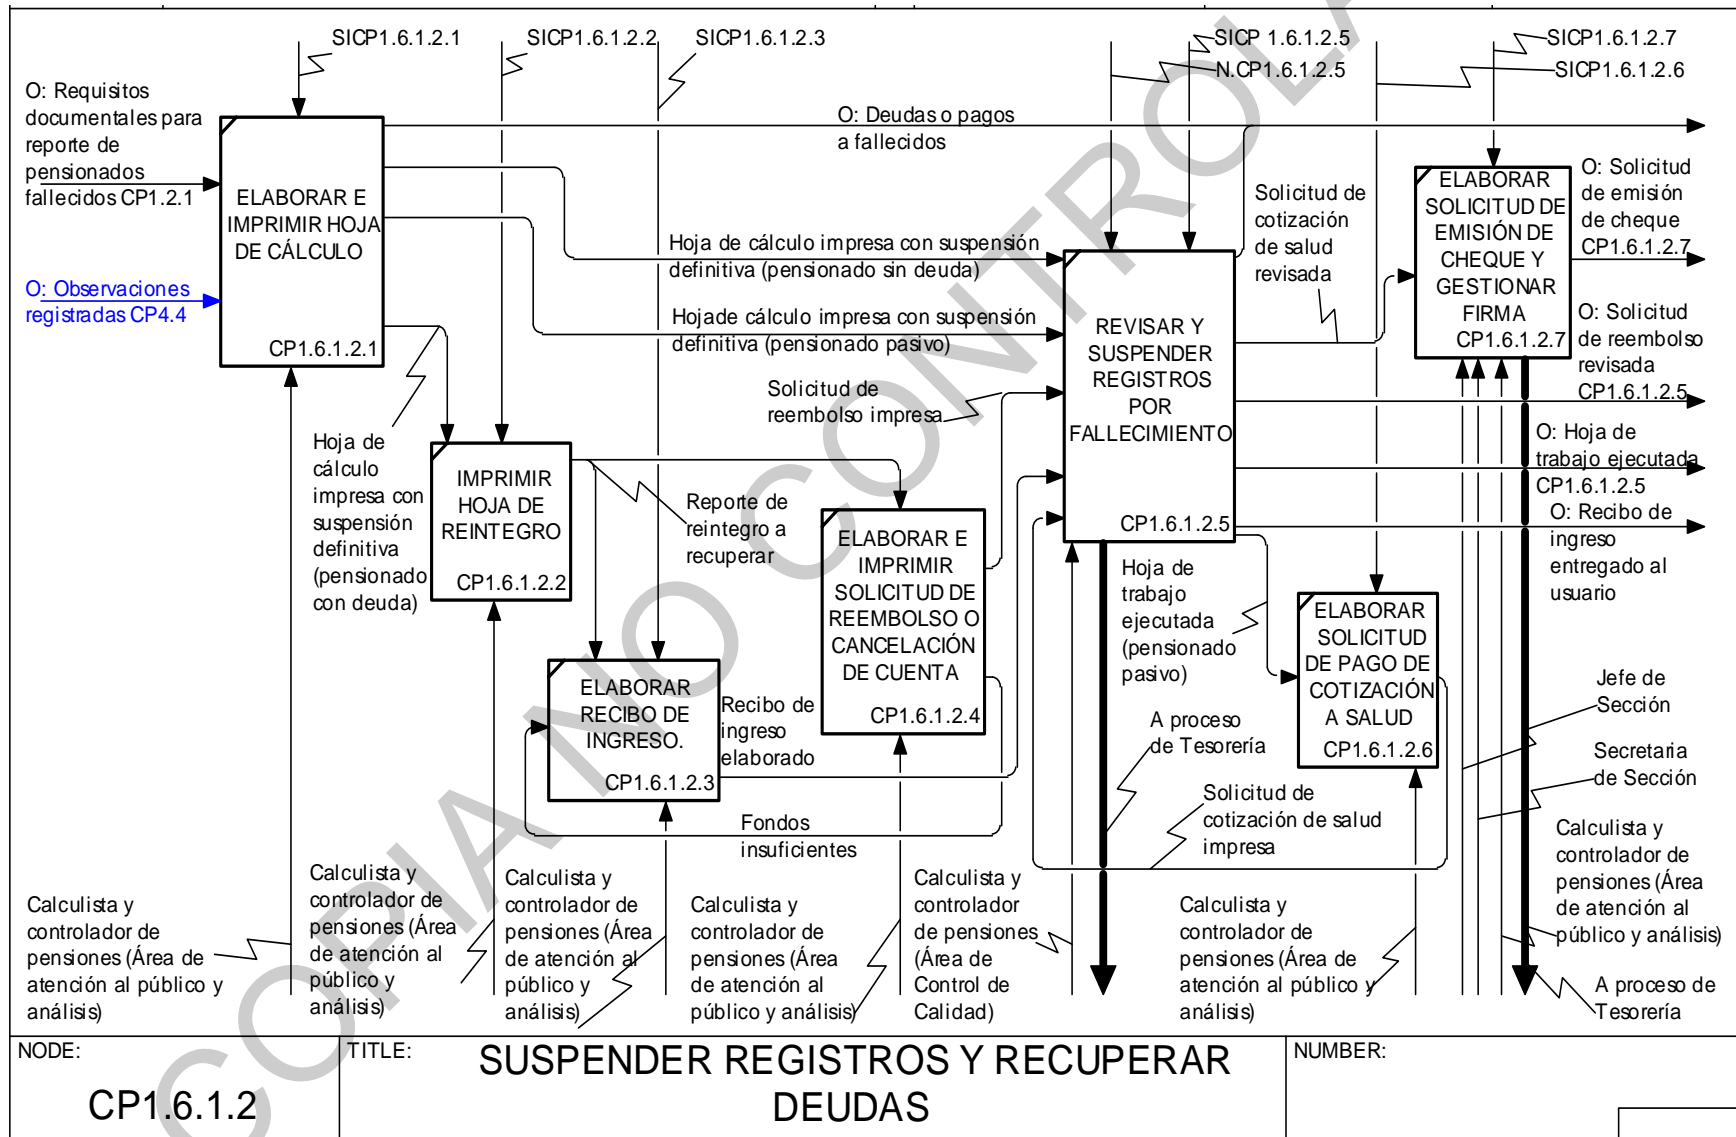 SICP1.6.1.2.1
SICP1.6.1.2.2
SICP1.6.1.2.3
SICP 1.6.1.2.5
N.CP1.6.1.2.5
SICP1.6.1.2.7
SICP1.6.1.2.6
O: Requisitos
documentales para
reporte de
pensionados
fallecidos CP1.2.1
O: Observaciones
registradas CP4.4
ELABORAR E
IMPRIMIR HOJA
DE CÁLCULO
CP1.6.1.2.1
O: Deudas o pagos
a fallecidos
Hoja de cálculo impresa con suspensión
definitiva (pensionado sin deuda)
Hojade cálculo impresa con suspensión
definitiva (pensionado pasivo)
Solicitud de
reembolso impresa
Hoja de
cálculo
impresa con
suspensión
definitiva
(pensionado
con deuda)
IMPRIMIR
HOJA DE
REINTEGRO
CP1.6.1.2.2
Reporte de
reintegro a
recuperar
ELABORAR
RECIBO DE
INGRESO.
CP1.6.1.2.3
Recibo de
ingreso
elaborado
Fondos
insuficientes
ELABORAR E
IMPRIMIR
SOLICITUD DE
REEMBOLSO O
CANCELACIÓN
DE CUENTA
CP1.6.1.2.4
REVISAR Y
SUSPENDER
REGISTROS
POR
FALLECIMIENTO
CP1.6.1.2.5
Solicitud de
cotización
de salud
revisada
Hoja de
trabajo
ejecutada
(pensionado
pasivo)
A proceso
de Tesorería
Solicitud de
cotización de salud
impresa
ELABORAR
SOLICITUD
DE PAGO DE
COTIZACIÓN
A SALUD
CP1.6.1.2.6
ELABORAR
SOLICITUD DE
EMISIÓN DE
CHEQUE Y
GESTIONAR
FIRMA
CP1.6.1.2.7
O: Solicitud
de emisión
de cheque
CP1.6.1.2.7
O: Solicitud
de reembolso
revisada
CP1.6.1.2.5
O: Hoja de
trabajo ejecutada
CP1.6.1.2.5
O: Recibo de
ingreso
entregado al
usuario
Jefe de
Sección
Secretaria
de Sección
Calculista y
controlador de
pensiones (Área
de atención al
público y análisis)
A proceso de
Tesorería
Calculista y
controlador de
pensiones (Área de
atención al público y
análisis)
Calculista y
controlador de
pensiones (Área
de atención al
público y
análisis)
Calculista y
controlador de
pensiones (Área
de atención al
público y
análisis)
Calculista y
controlador de
pensiones (Área
de atención al
público y análisis)
Calculista y
controlador
de pensiones
(Área de
Control de
Calidad)
Calculista y
controlador de
pensiones (Área de
atención al público y
análisis)
COPIA NO CONTROLA
NODE:
CP1.6.1.2
TITLE:
SUSPENDER REGISTROS Y RECUPERAR
DEUDAS
NUMBER: